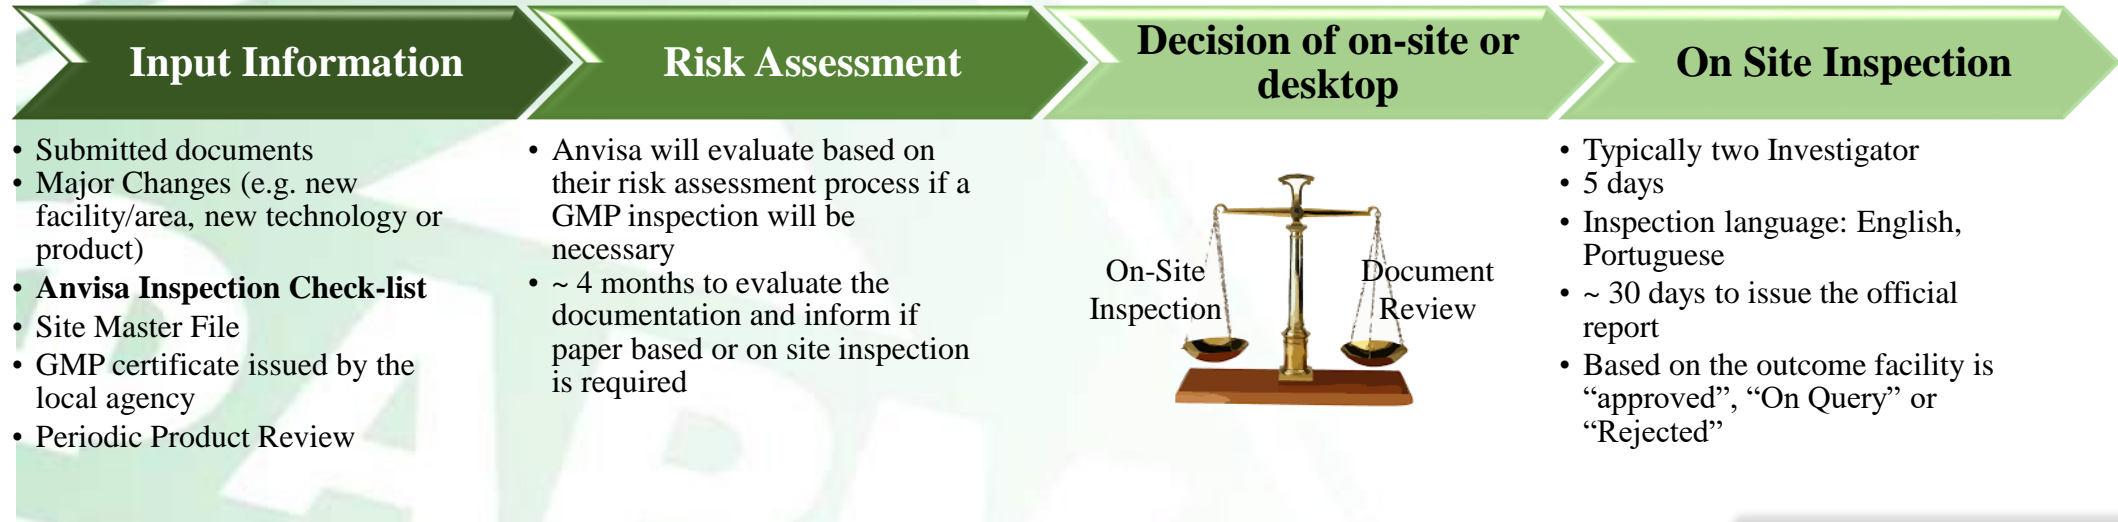 Input Information
• Submitted documents
• Major Changes (e.g. new
facility/area, new technology or
product)
• Anvisa Inspection Check-list
• Site Master File
• GMP certificate issued by the
local agency
• Periodic Product Review
Risk Assessment
• Anvisa will evaluate based on
their risk assessment process if a
GMP inspection will be
necessary
• ~ 4 months to evaluate the
documentation and inform if
paper based or on site inspection
is required
Decision of on-site or
desktop
On-Site
Inspection
Document
Review
On Site Inspection
• Typically two Investigator
• 5 days
• Inspection language: English,
Portuguese
• ~ 30 days to issue the official
report
• Based on the outcome facility is
“approved”, “On Query” or
“Rejected”